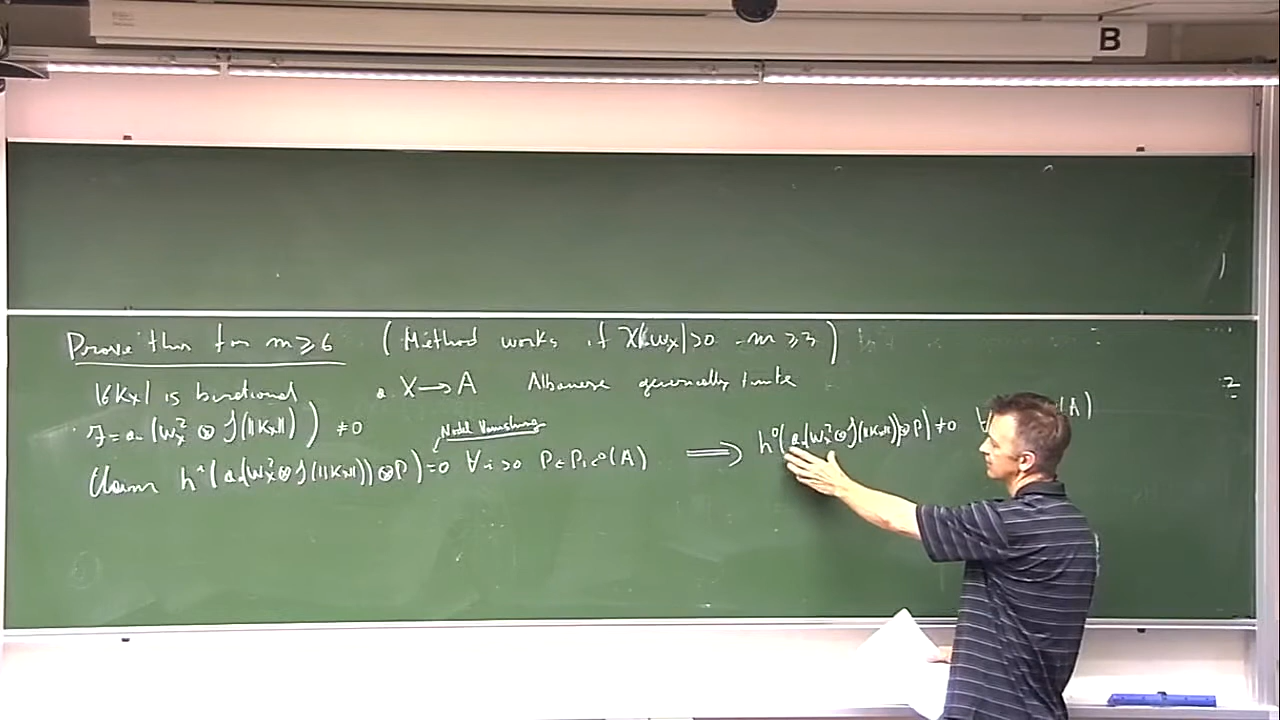 B
Prove thm for m ≥ 6 ( Method works if χ(ω_X) > 0 m ≥ 3 )
|6K_X| is birational a: X → A Albanese generically finite
F = a_*(ω_X^2 ⊗ J(||K_X||)) ≠ 0
Nadel Vanishing
Claim h^i(a_*(ω_X^2 ⊗ J(||K_X||)) ⊗ P) = 0 ∀ i > 0 P ∈ Pic^0(A) ⟹ h^0(a_*(ω_X^2 ⊗ J(||K_X||)) ⊗ P) ≠ 0 ∀ (A)